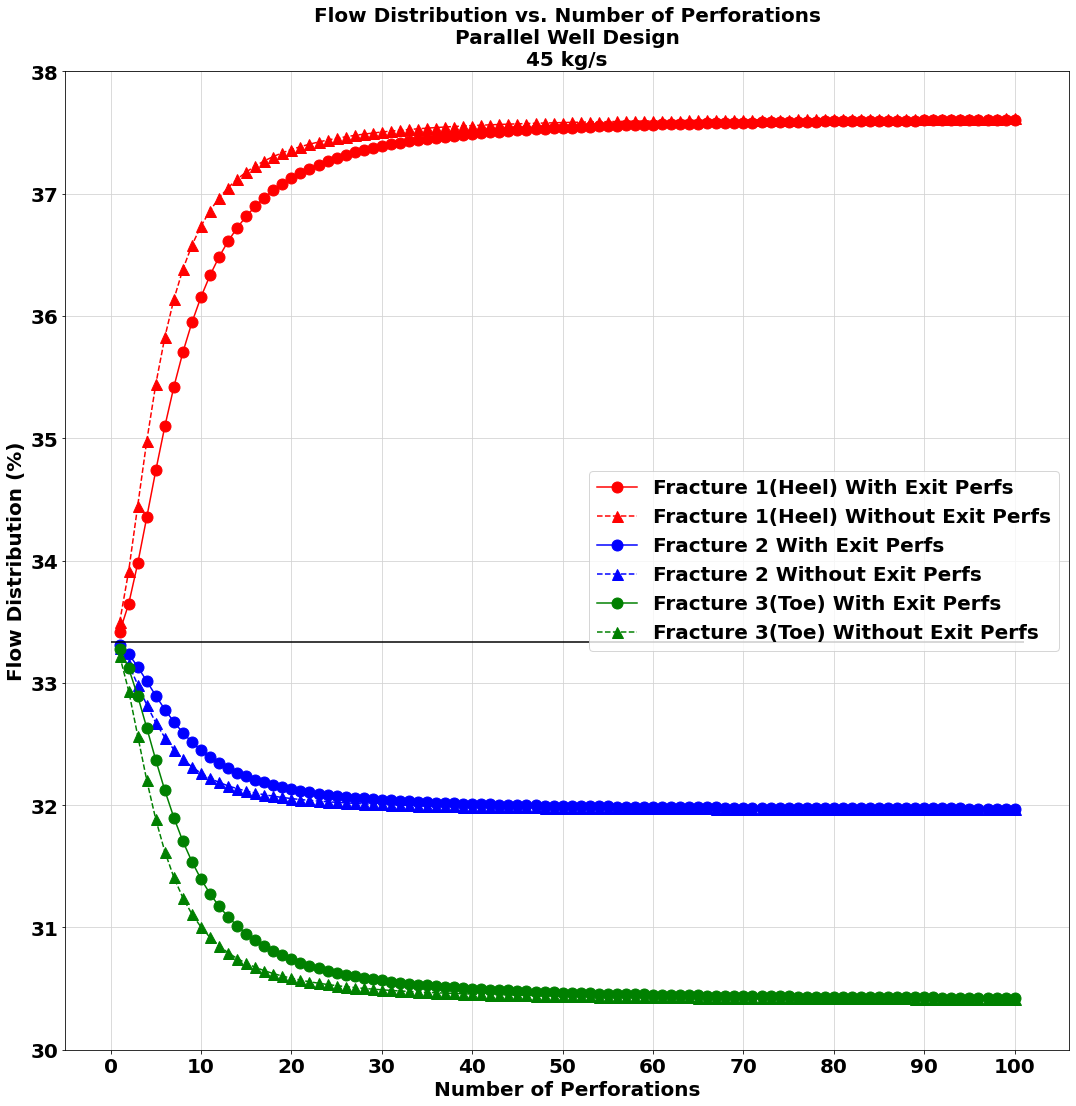 Flow Distribution vs. Number of Perforations
Parallel Well Design
45 kg/s
Flow Distribution (%)
38
37
36
35
34
33
32
31
30
Fracture 1(Heel) With Exit Perfs
Fracture 1(Heel) Without Exit Perfs
Fracture 2 With Exit Perfs
Fracture 2 Without Exit Perfs
Fracture 3(Toe) With Exit Perfs
Fracture 3(Toe) Without Exit Perfs
0 10 20 30 40 50 60 70 80 90 100
Number of Perforations